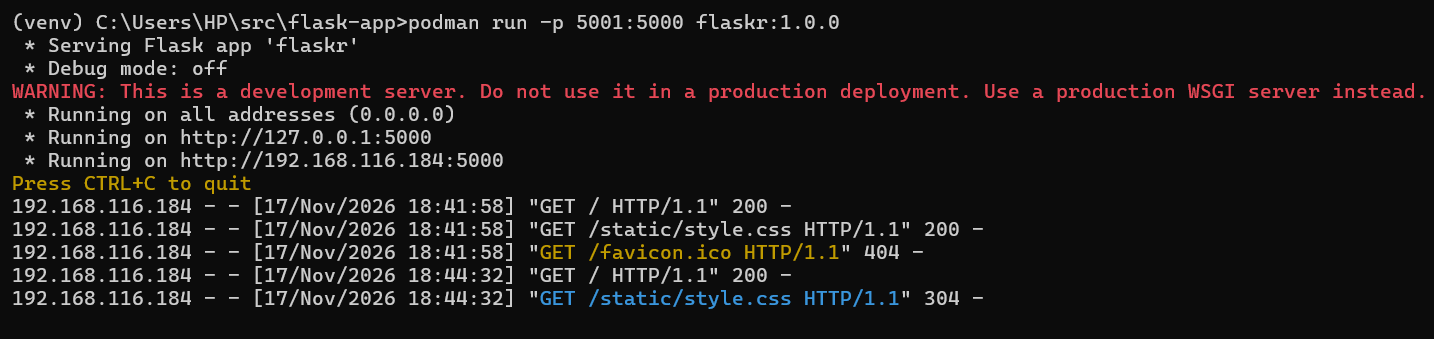 (venv) C:\Users\HP\src\flask-app>podman run -p 5001:5000 flaskr:1.0.0
 * Serving Flask app 'flaskr'
 * Debug mode: off
WARNING: This is a development server. Do not use it in a production deployment. Use a production WSGI server instead.
 * Running on all addresses (0.0.0.0)
 * Running on http://127.0.0.1:5000
 * Running on http://192.168.116.184:5000
Press CTRL+C to quit
192.168.116.184 - - [17/Nov/2026 18:41:58] "GET / HTTP/1.1" 200 -
192.168.116.184 - - [17/Nov/2026 18:41:58] "GET /static/style.css HTTP/1.1" 200 -
192.168.116.184 - - [17/Nov/2026 18:41:58] "GET /favicon.ico HTTP/1.1" 404 -
192.168.116.184 - - [17/Nov/2026 18:44:32] "GET / HTTP/1.1" 200 -
192.168.116.184 - - [17/Nov/2026 18:44:32] "GET /static/style.css HTTP/1.1" 304 -